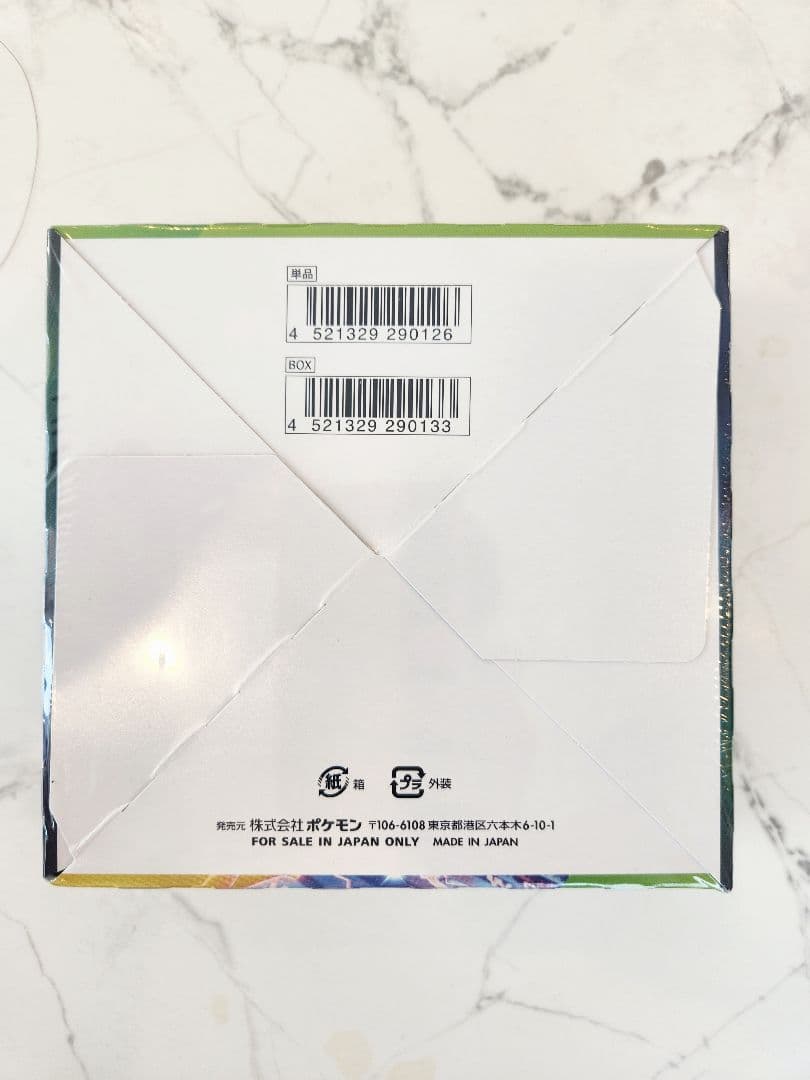 単品
4 521329 290126
BOX
4 521329 290133
紙 箱 プラ 外装
発売元 株式会社ポケモン 〒106-6108 東京都港区六本木6-10-1
FOR SALE IN JAPAN ONLY MADE IN JAPAN